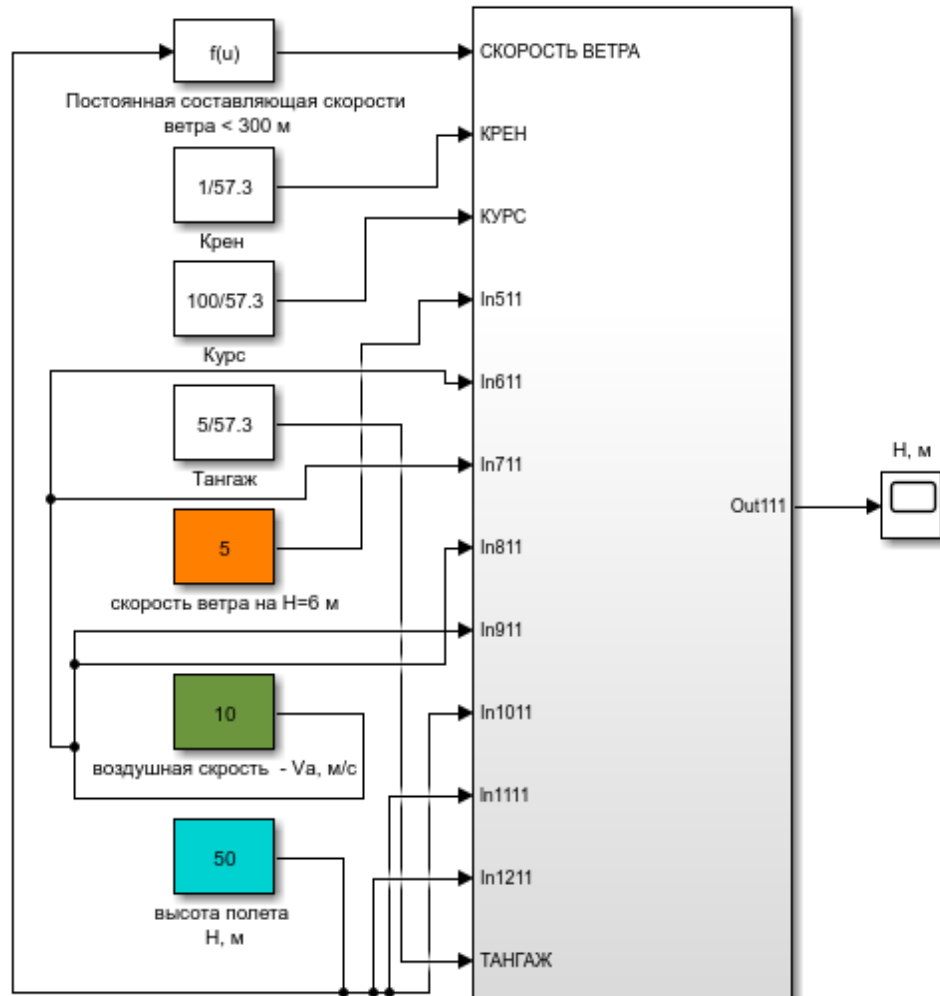 f(u)
Постоянная составляющая скорости
ветра < 300 м
1/57.3
Крен
100/57.3
Курс
5/57.3
Тангаж
5
скорость ветра на H=6 м
10
воздушная скрость - Va, м/с
50
высота полета
H, м
СКОРОСТЬ ВЕТРА
КРЕН
КУРС
In511
In611
In711
In811
In911
In1011
In1111
In1211
ТАНГАЖ
Out111
H, м